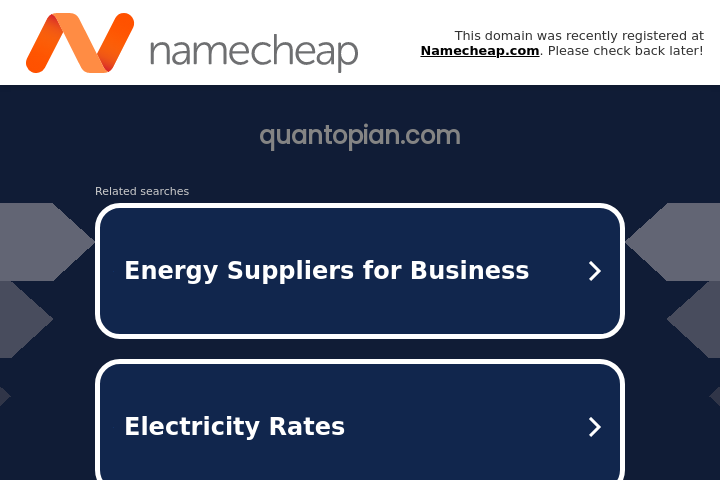 namecheap
This domain was recently registered at
Namecheap.com. Please check back later!
quantopian.com
Related searches
Energy Suppliers for Business
Electricity Rates